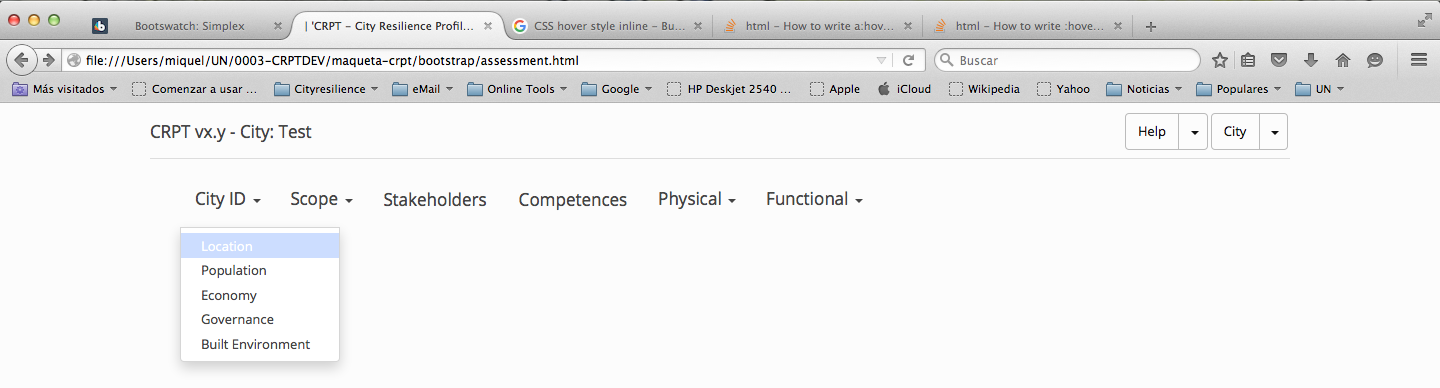 Bootswatch: Simplex
| 'CRPT – City Resilience Profil...
CSS hover style inline – Bu...
html – How to write a:hov...
html – How to write :hove...
file:///Users/miquel/UN/0003-CRPTDEV/maqueta-crpt/bootstrap/assessment.html
Buscar
Más visitados
Comenzar a usar ...
Cityresilience
eMail
Online Tools
Google
HP Deskjet 2540 ...
Apple
iCloud
Wikipedia
Yahoo
Noticias
Populares
UN
CRPT vx.y - City: Test
Help
City
City ID
Scope
Stakeholders
Competences
Physical
Functional
Location
Population
Economy
Governance
Built Environment